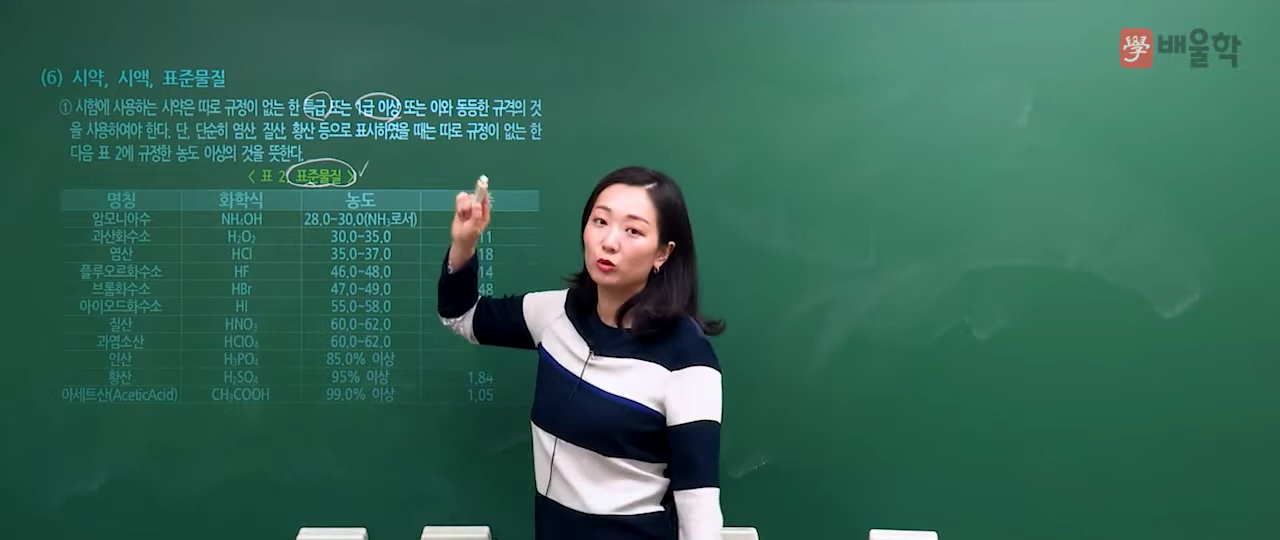 學 배울학
(6) 시약, 시액, 표준물질
① 시험에 사용하는 시약은 따로 규정이 없는 한 특급 또는 1급 이상 또는 이와 동등한 규격의 것
을 사용하여야 한다. 단, 단순히 염산, 질산, 황산 등으로 표시하였을 때는 따로 규정이 없는 한
다음 표 2에 규정한 농도 이상의 것을 뜻한다.
< 표 2 표준물질 >
명칭 화학식 농도
암모니아수 NH₄OH 28.0~30.0(NH₃로서)
과산화수소 H₂O₂ 30.0~35.0 11
염산 HCl 35.0~37.0 18
플루오르화수소 HF 46.0~48.0 14
브롬화수소 HBr 47.0~49.0 48
아이오드화수소 HI 55.0~58.0
질산 HNO₃ 60.0~62.0
과염소산 HClO₄ 60.0~62.0
인산 H₃PO₄ 85.0% 이상
황산 H₂SO₄ 95% 이상 1.84
아세트산(AceticAcid) CH₃COOH 99.0% 이상 1.05